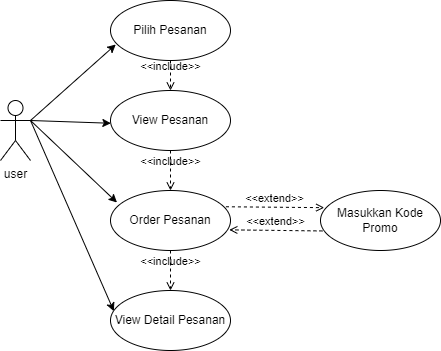 Pilih Pesanan
<<include>>
View Pesanan
<<include>>
user
Order Pesanan
<<extend>>
<<extend>>
Masukkan Kode
Promo
<<include>>
View Detail Pesanan